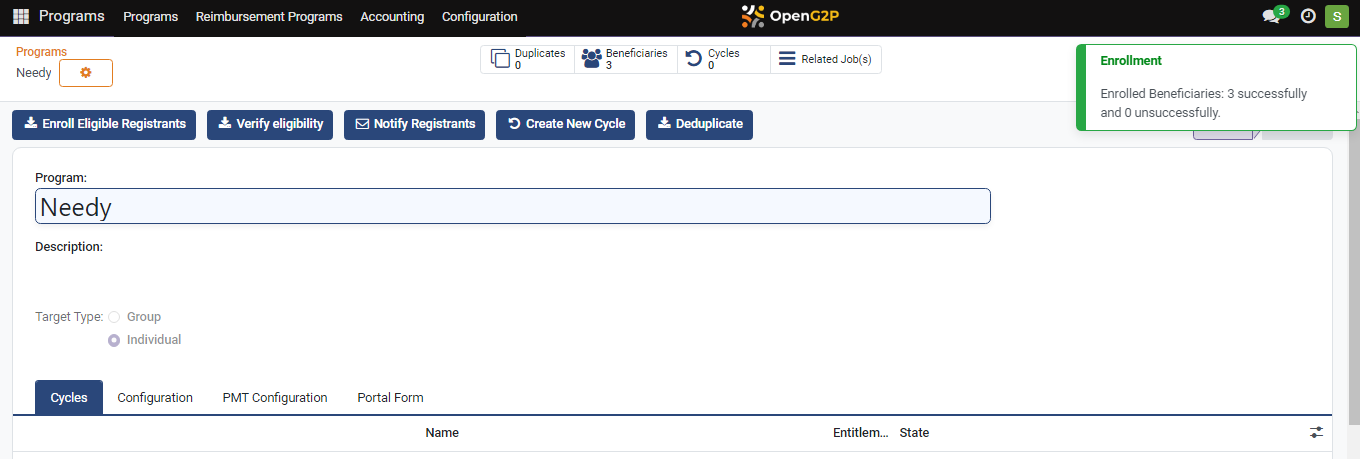 Programs Programs Reimbursement Programs Accounting Configuration OpenG2P 3 S
Programs
Needy
Duplicates
0
Beneficiaries
3
Cycles
0
Related Job(s)
Enrollment
Enrolled Beneficiaries: 3 successfully
and 0 unsuccessfully.
Enroll Eligible Registrants Verify eligibility Notify Registrants Create New Cycle Deduplicate
Program:
Needy
Description:
Target Type: Group
Individual
Cycles Configuration PMT Configuration Portal Form
Name Entitlem... State